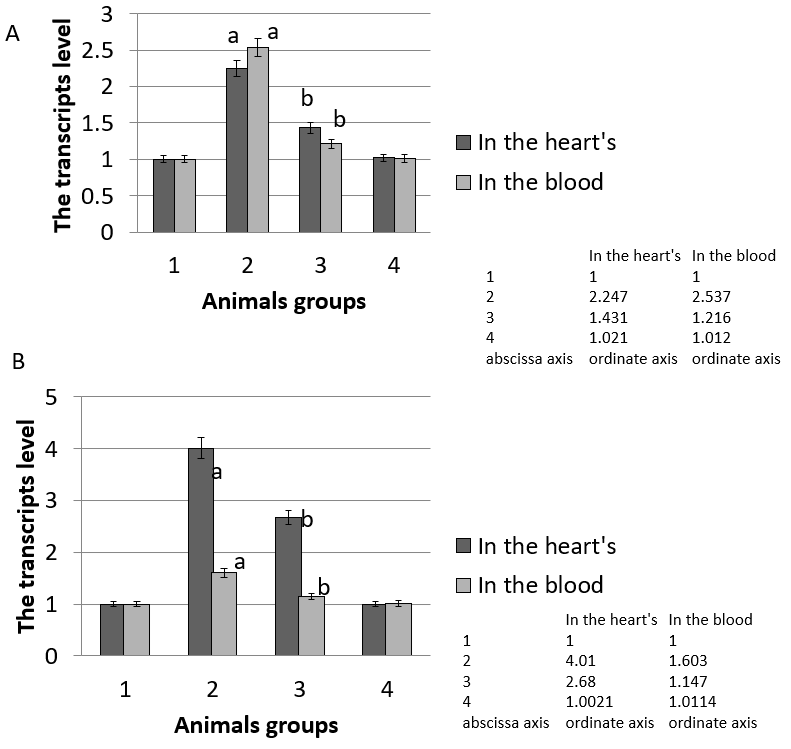 A
The transcripts level
3
2.5
2
1.5
1
0.5
0
a
a
b
b
1 2 3 4
Animals groups
In the heart's
In the blood
In the heart's In the blood
1 1 1
2 2.247 2.537
3 1.431 1.216
4 1.021 1.012
abscissa axis ordinate axis ordinate axis
B
The transcripts level
5
4
3
2
1
0
a
a
b
b
1 2 3 4
Animals groups
In the heart's
In the blood
In the heart's In the blood
1 1 1
2 4.01 1.603
3 2.68 1.147
4 1.0021 1.0114
abscissa axis ordinate axis ordinate axis